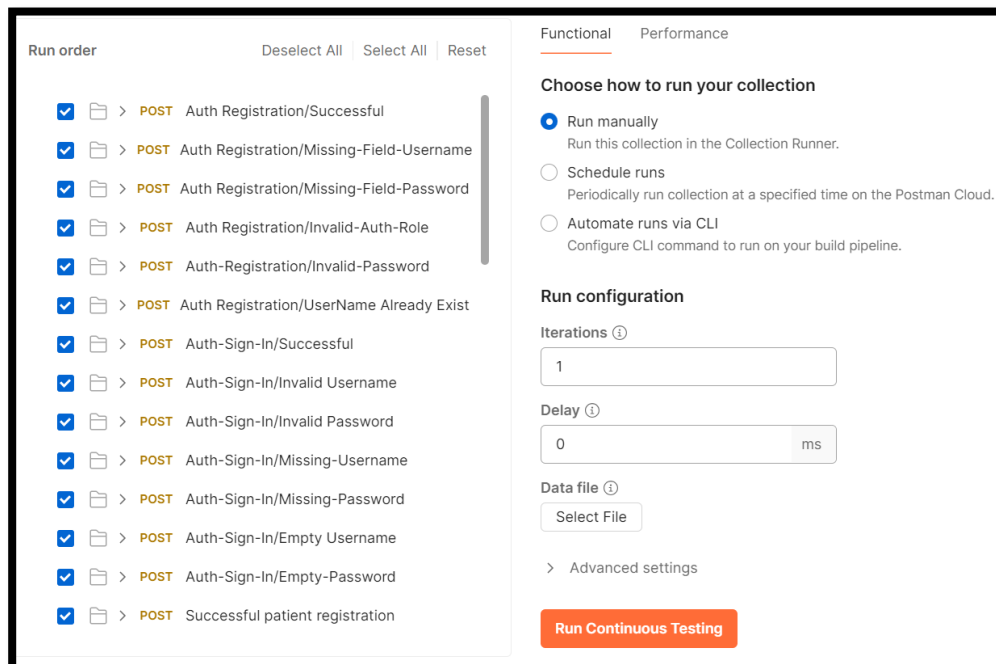 Run order
Deselect All
Select All
Reset
POST Auth Registration/Successful
POST Auth Registration/Missing-Field-Username
POST Auth Registration/Missing-Field-Password
POST Auth Registration/Invalid-Auth-Role
POST Auth-Registration/Invalid-Password
POST Auth Registration/UserName Already Exist
POST Auth-Sign-In/Successful
POST Auth-Sign-In/Invalid Username
POST Auth-Sign-In/Invalid Password
POST Auth-Sign-In/Missing-Username
POST Auth-Sign-In/Missing-Password
POST Auth-Sign-In/Empty Username
POST Auth-Sign-In/Empty-Password
POST Successful patient registration
Functional
Performance
Choose how to run your collection
Run manually
Run this collection in the Collection Runner.
Schedule runs
Periodically run collection at a specified time on the Postman Cloud.
Automate runs via CLI
Configure CLI command to run on your build pipeline.
Run configuration
Iterations
1
Delay
0 ms
Data file
Select File
Advanced settings
Run Continuous Testing